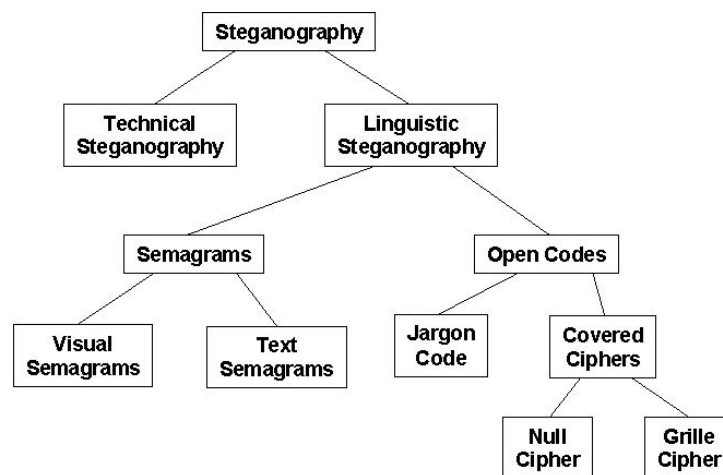 Steganography
Technical
Steganography
Linguistic
Steganography
Semagrams
Open Codes
Visual
Semagrams
Text
Semagrams
Jargon
Code
Covered
Ciphers
Null
Cipher
Grille
Cipher